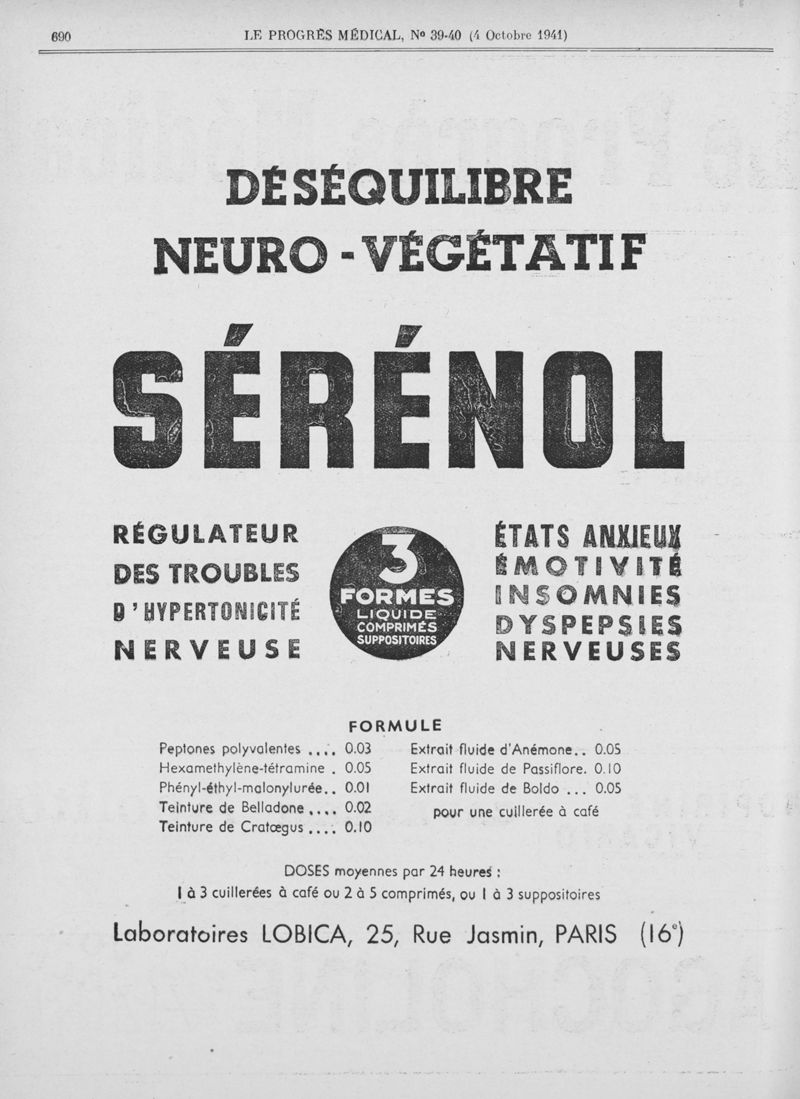 690
LE PROGRÈS MÉDICAL, Nº 39-40 (4 Octobre 1941)
DÉSÉQUILIBRE
NEURO-VÉGÉTATIF
SÉRÉNOL
RÉGULATEUR
DES TROUBLES
D'HYPERTONICITÉ
NERVEUSE
3
FORMES
LIQUIDE
COMPRIMÉS
SUPPOSITOIRES
ÉTATS ANXIEUX
ÉMOTIVITÉ
INSOMNIES
DYSPEPSIES
NERVEUSES
FORMULE
Peptones polyvalentes .... 0.03
Hexamethylène-tétramine . 0.05
Phényl-éthyl-malonylurée.. 0.01
Teinture de Belladone .... 0.02
Teinture de Cratœgus .... 0.10
Extrait fluide d'Anémone.. 0.05
Extrait fluide de Passiflore. 0.10
Extrait fluide de Boldo ... 0.05
pour une cuillerée à café
DOSES moyennes par 24 heures :
1 à 3 cuillerées à café ou 2 à 5 comprimés, ou 1 à 3 suppositoires
Laboratoires LOBICA, 25, Rue Jasmin, PARIS (16e)